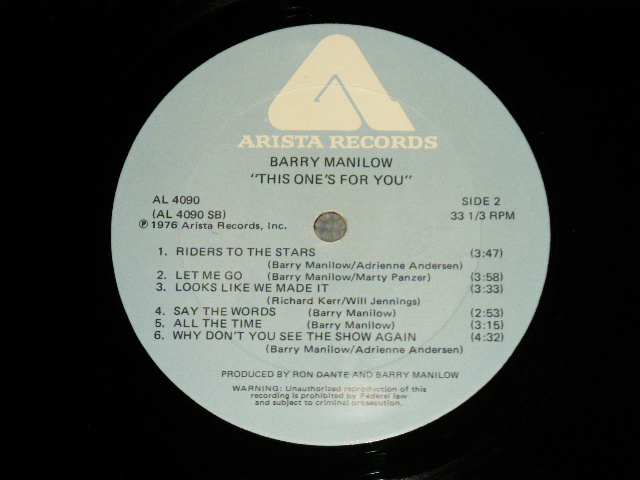 ARISTA RECORDS
BARRY MANILOW
"THIS ONE'S FOR YOU"
AL 4090 SIDE 2
(AL 4090 SB) 33 1/3 RPM
℗ 1976 Arista Records, Inc.
1. RIDERS TO THE STARS (3:47)
(Barry Manilow/Adrienne Andersen)
2. LET ME GO (Barry Manilow/Marty Panzer) (3:58)
3. LOOKS LIKE WE MADE IT (3:33)
(Richard Kerr/Will Jennings)
4. SAY THE WORDS (Barry Manilow) (2:53)
5. ALL THE TIME (Barry Manilow) (3:15)
6. WHY DON'T YOU SEE THE SHOW AGAIN (4:32)
(Barry Manilow/Adrienne Andersen)
PRODUCED BY RON DANTE AND BARRY MANILOW
WARNING: Unauthorized reproduction of this
recording is prohibited by Federal law
and subject to criminal prosecution.